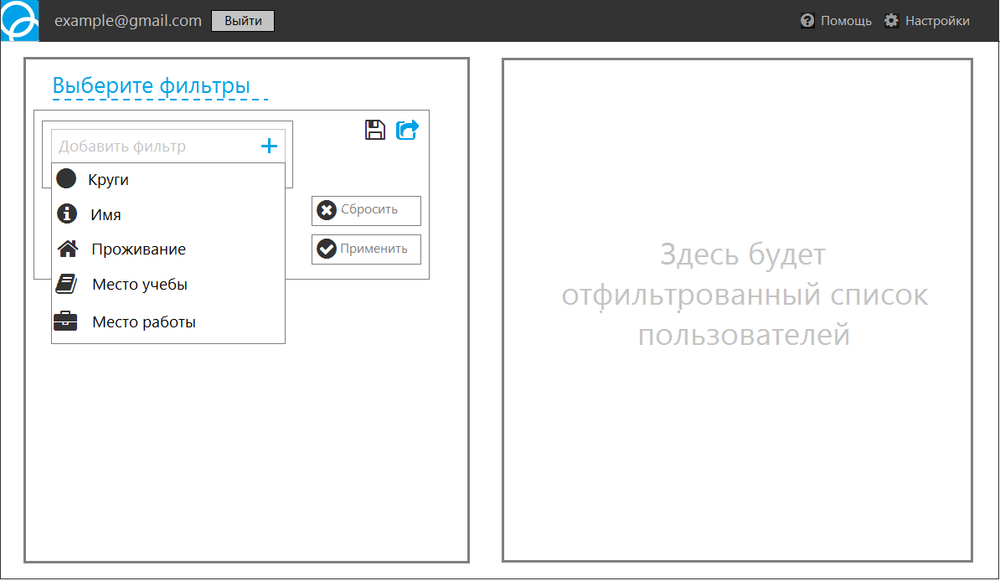 example@gmail.com Выйти Помощь Настройки
Выберите фильтры
Добавить фильтр
Круги
Имя
Проживание
Место учебы
Место работы
Сбросить
Применить
Здесь будет
отфильтрованный список
пользователей